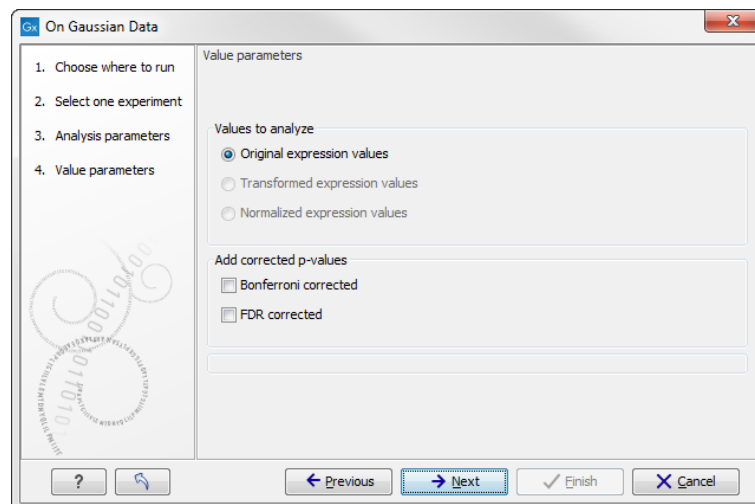 Gx On Gaussian Data
X
1. Choose where to run
2. Select one experiment
3. Analysis parameters
4. Value parameters
Value parameters
Values to analyze
Original expression values
Transformed expression values
Normalized expression values
Add corrected p-values
Bonferroni corrected
FDR corrected
?
Previous
Next
Finish
Cancel